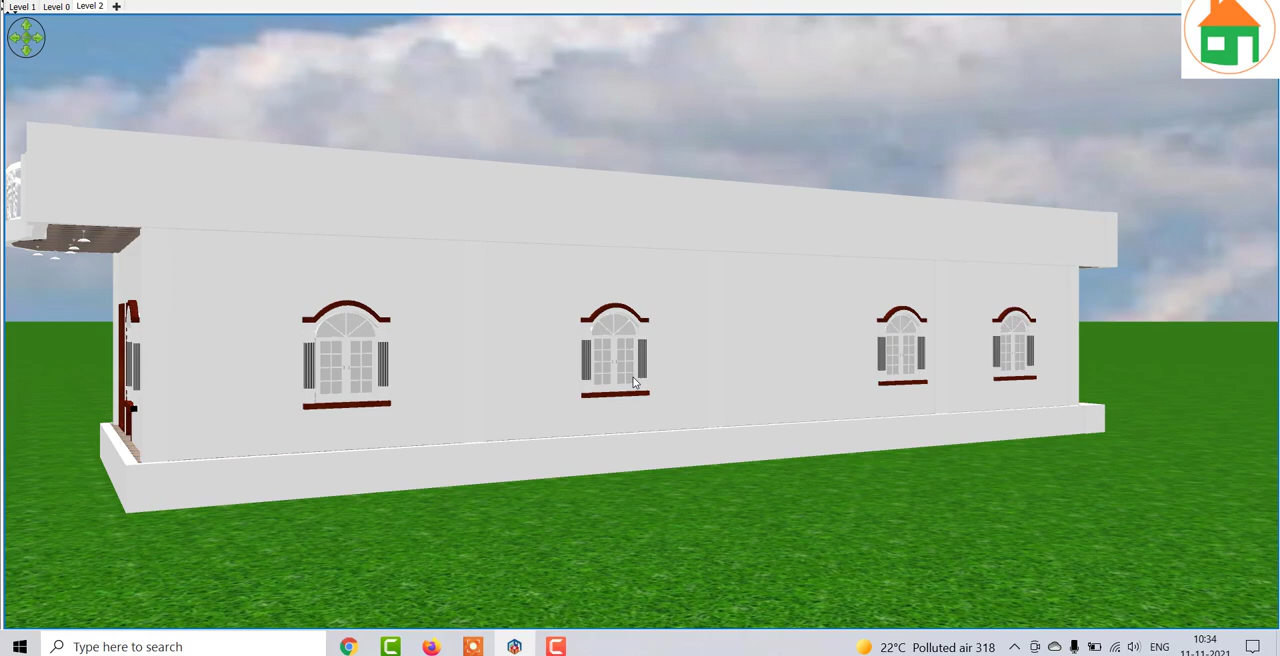 Level 1 Level 0 Level 2
Type here to search
22°C Polluted air 318
ENG
10:34
11-11-2021